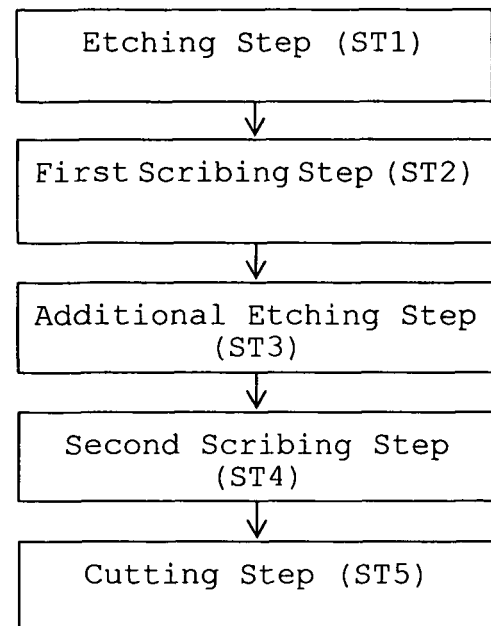 Etching Step (ST1)
First Scribing Step (ST2)
Additional Etching Step
(ST3)
Second Scribing Step
(ST4)
Cutting Step (ST5)